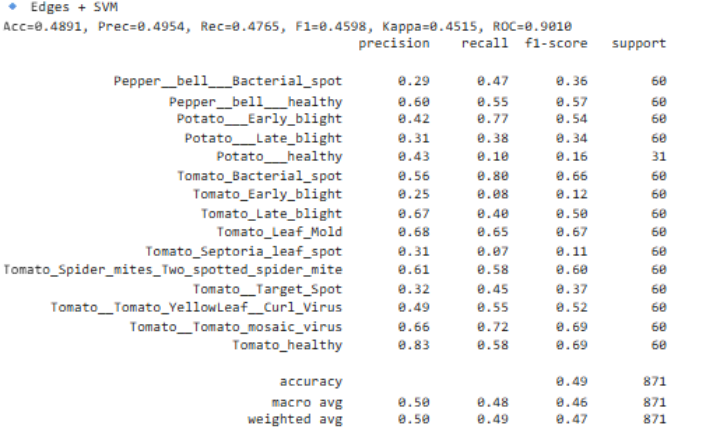 Edges + SVM
Acc=0.4891, Prec=0.4954, Rec=0.4765, F1=0.4598, Kappa=0.4515, ROC=0.9010
precision recall f1-score support
Pepper__bell___Bacterial_spot 0.29 0.47 0.36 60
Pepper__bell___healthy 0.60 0.55 0.57 60
Potato___Early_blight 0.42 0.77 0.54 60
Potato___Late_blight 0.31 0.38 0.34 60
Potato___healthy 0.43 0.10 0.16 31
Tomato_Bacterial_spot 0.56 0.80 0.66 60
Tomato_Early_blight 0.25 0.08 0.12 60
Tomato_Late_blight 0.67 0.40 0.50 60
Tomato_Leaf_Mold 0.68 0.65 0.67 60
Tomato_Septoria_leaf_spot 0.31 0.07 0.11 60
Tomato_Spider_mites_Two_spotted_spider_mite 0.61 0.58 0.60 60
Tomato__Target_Spot 0.32 0.45 0.37 60
Tomato__Tomato_YellowLeaf__Curl_Virus 0.49 0.55 0.52 60
Tomato__Tomato_mosaic_virus 0.66 0.72 0.69 60
Tomato_healthy 0.83 0.58 0.69 60
accuracy 0.49 871
macro avg 0.50 0.48 0.46 871
weighted avg 0.50 0.49 0.47 871